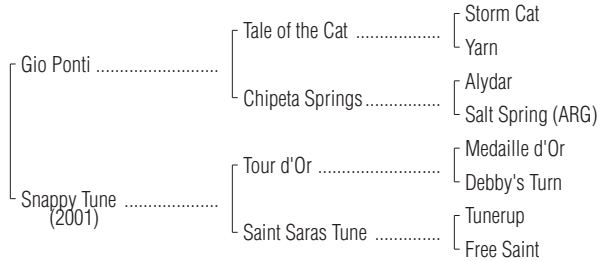 Storm Cat
Tale of the Cat ..................
Yarn
Gio Ponti ..........................
Alydar
Chipeta Springs................
Salt Spring (ARG)
Medaille d'Or
Tour d'Or ..........................
Debby's Turn
Snappy Tune ....................
(2001)
Tunerup
Saint Saras Tune ..............
Free Saint